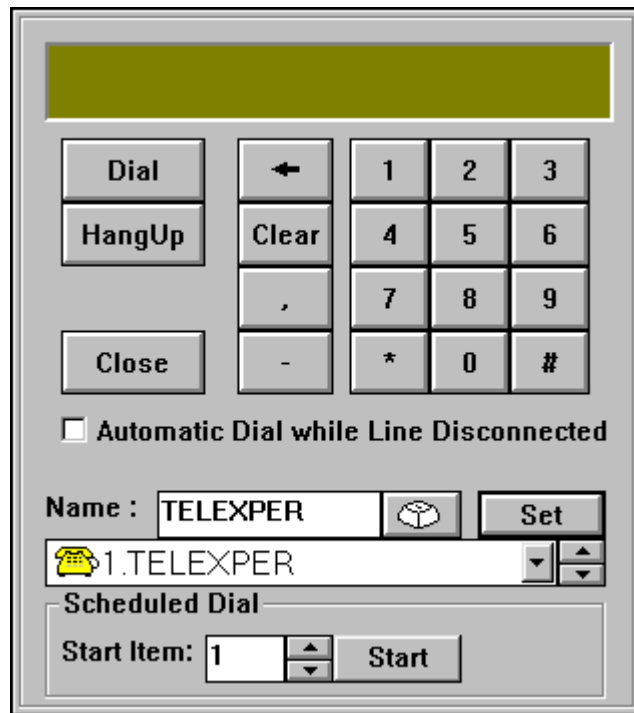 Dial ← 1 2 3
HangUp Clear 4 5 6
, 7 8 9
Close - * 0 #
Automatic Dial while Line Disconnected
Name : TELEXPER Set
1.TELEXPER
Scheduled Dial
Start Item: 1 Start